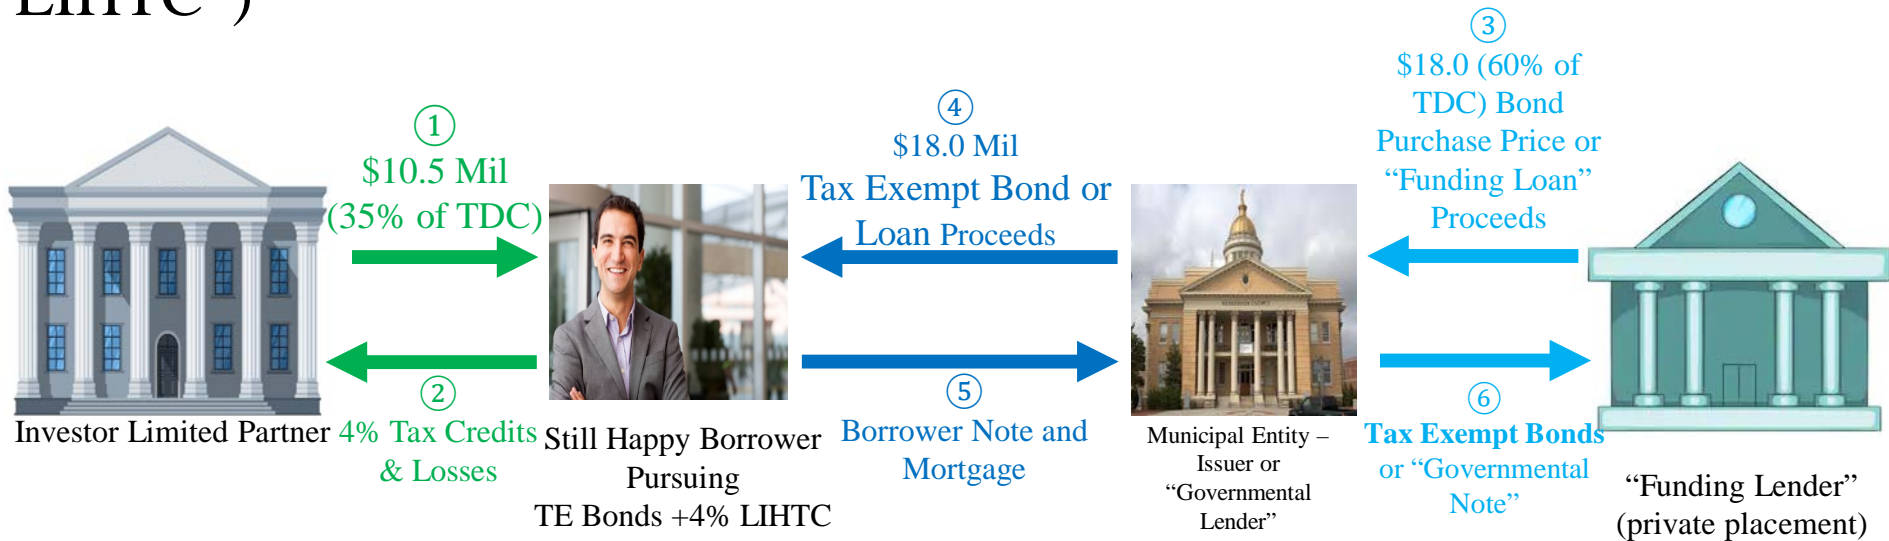 LIHTC”)
①
$10.5 Mil
(35% of TDC)
②
4% Tax Credits
& Losses
Investor Limited Partner
Still Happy Borrower
Pursuing
TE Bonds +4% LIHTC
④
$18.0 Mil
Tax Exempt Bond or
Loan Proceeds
⑤
Borrower Note and
Mortgage
Municipal Entity –
Issuer or
“Governmental
Lender”
③
$18.0 (60% of
TDC) Bond
Purchase Price or
“Funding Loan”
Proceeds
⑥
Tax Exempt Bonds
or “Governmental
Note”
“Funding Lender”
(private placement)